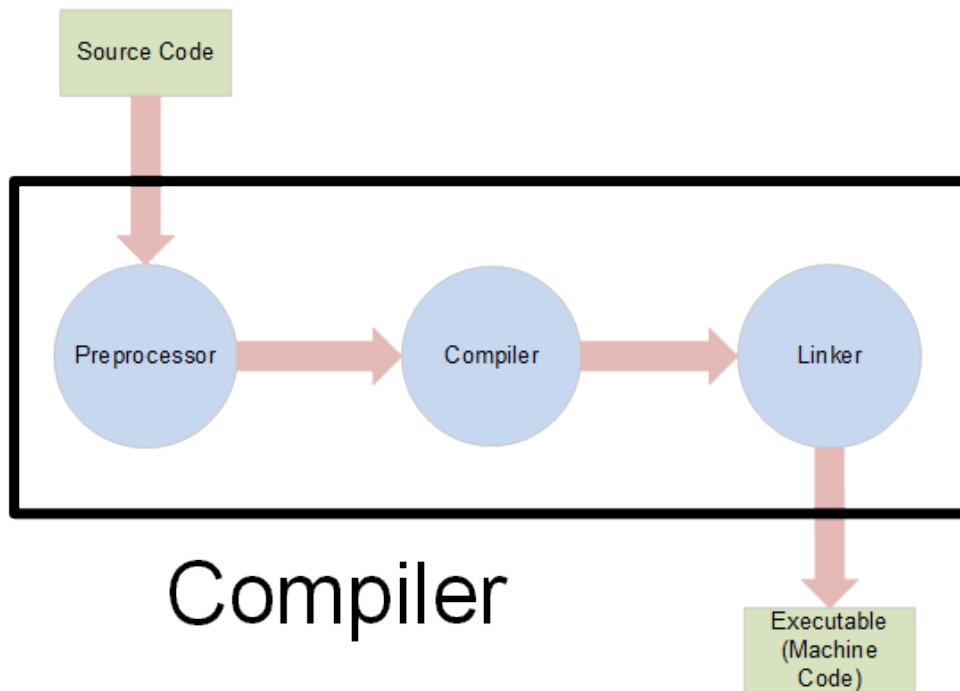 Source Code
Preprocessor
Compiler
Linker
Compiler
Executable
(Machine
Code)